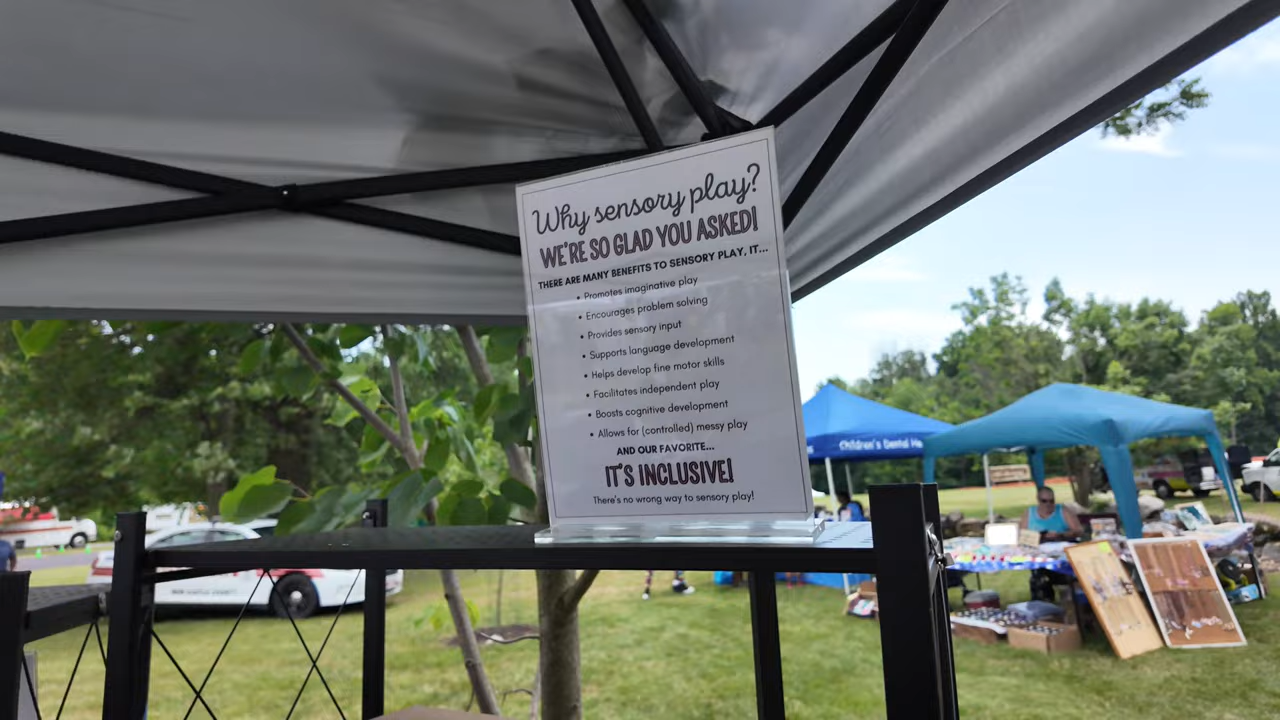 Why sensory play?
WE'RE SO GLAD YOU ASKED!
THERE ARE MANY BENEFITS TO SENSORY PLAY, IT...
• Promotes imaginative play
• Encourages problem solving
• Provides sensory input
• Supports language development
• Helps develop fine motor skills
• Facilitates independent play
• Boosts cognitive development
• Allows for (controlled) messy play
AND OUR FAVORITE...
IT'S INCLUSIVE!
There's no wrong way to sensory play!
Children's Dental He